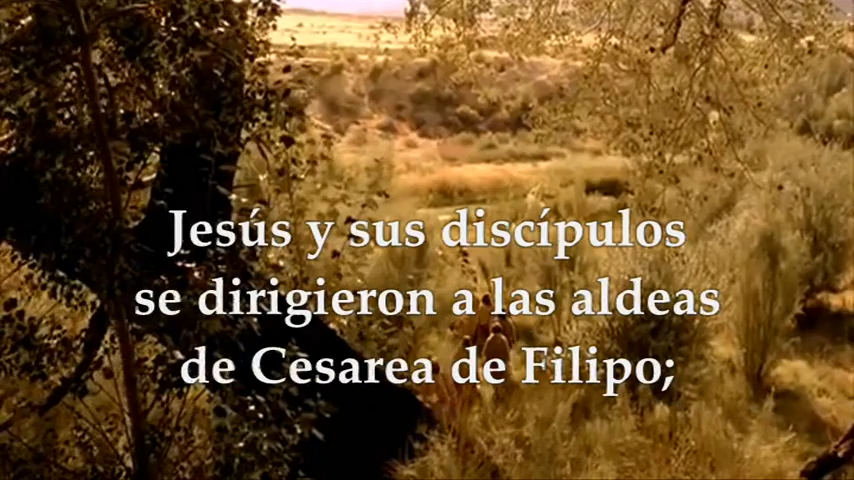 Jesús y sus discípulos
se dirigieron a las aldeas
de Cesarea de Filipo;